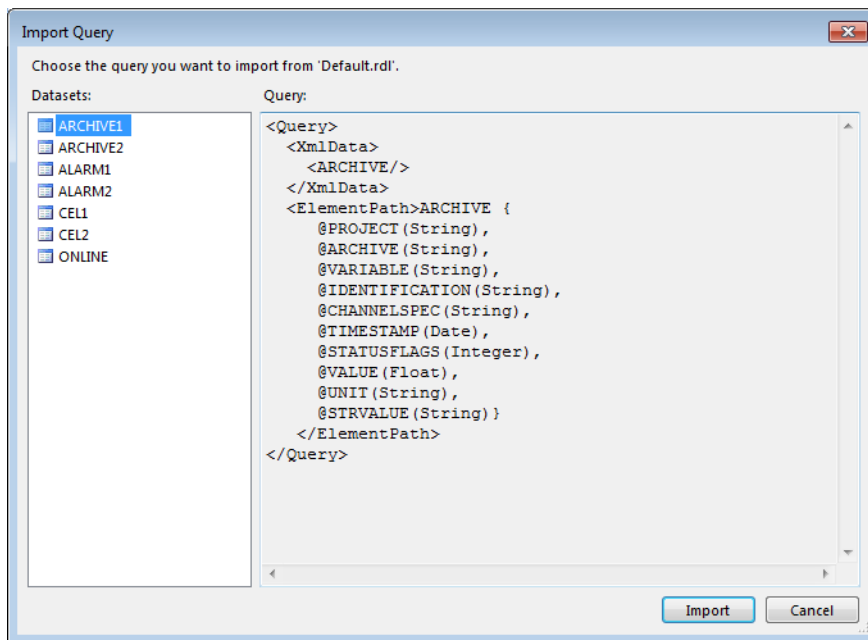 Import Query
Choose the query you want to import from 'Default.rdl'.
Datasets:
ARCHIVE1
ARCHIVE2
ALARM1
ALARM2
CEL1
CEL2
ONLINE
Query:
<Query>
  <XmlData>
    <ARCHIVE/>
  </XmlData>
  <ElementPath>ARCHIVE {
     @PROJECT(String),
     @ARCHIVE(String),
     @VARIABLE(String),
     @IDENTIFICATION(String),
     @CHANNELSPEC(String),
     @TIMESTAMP(Date),
     @STATUSFLAGS(Integer),
     @VALUE(Float),
     @UNIT(String),
     @STRVALUE(String)}
   </ElementPath>
</Query>
Import
Cancel